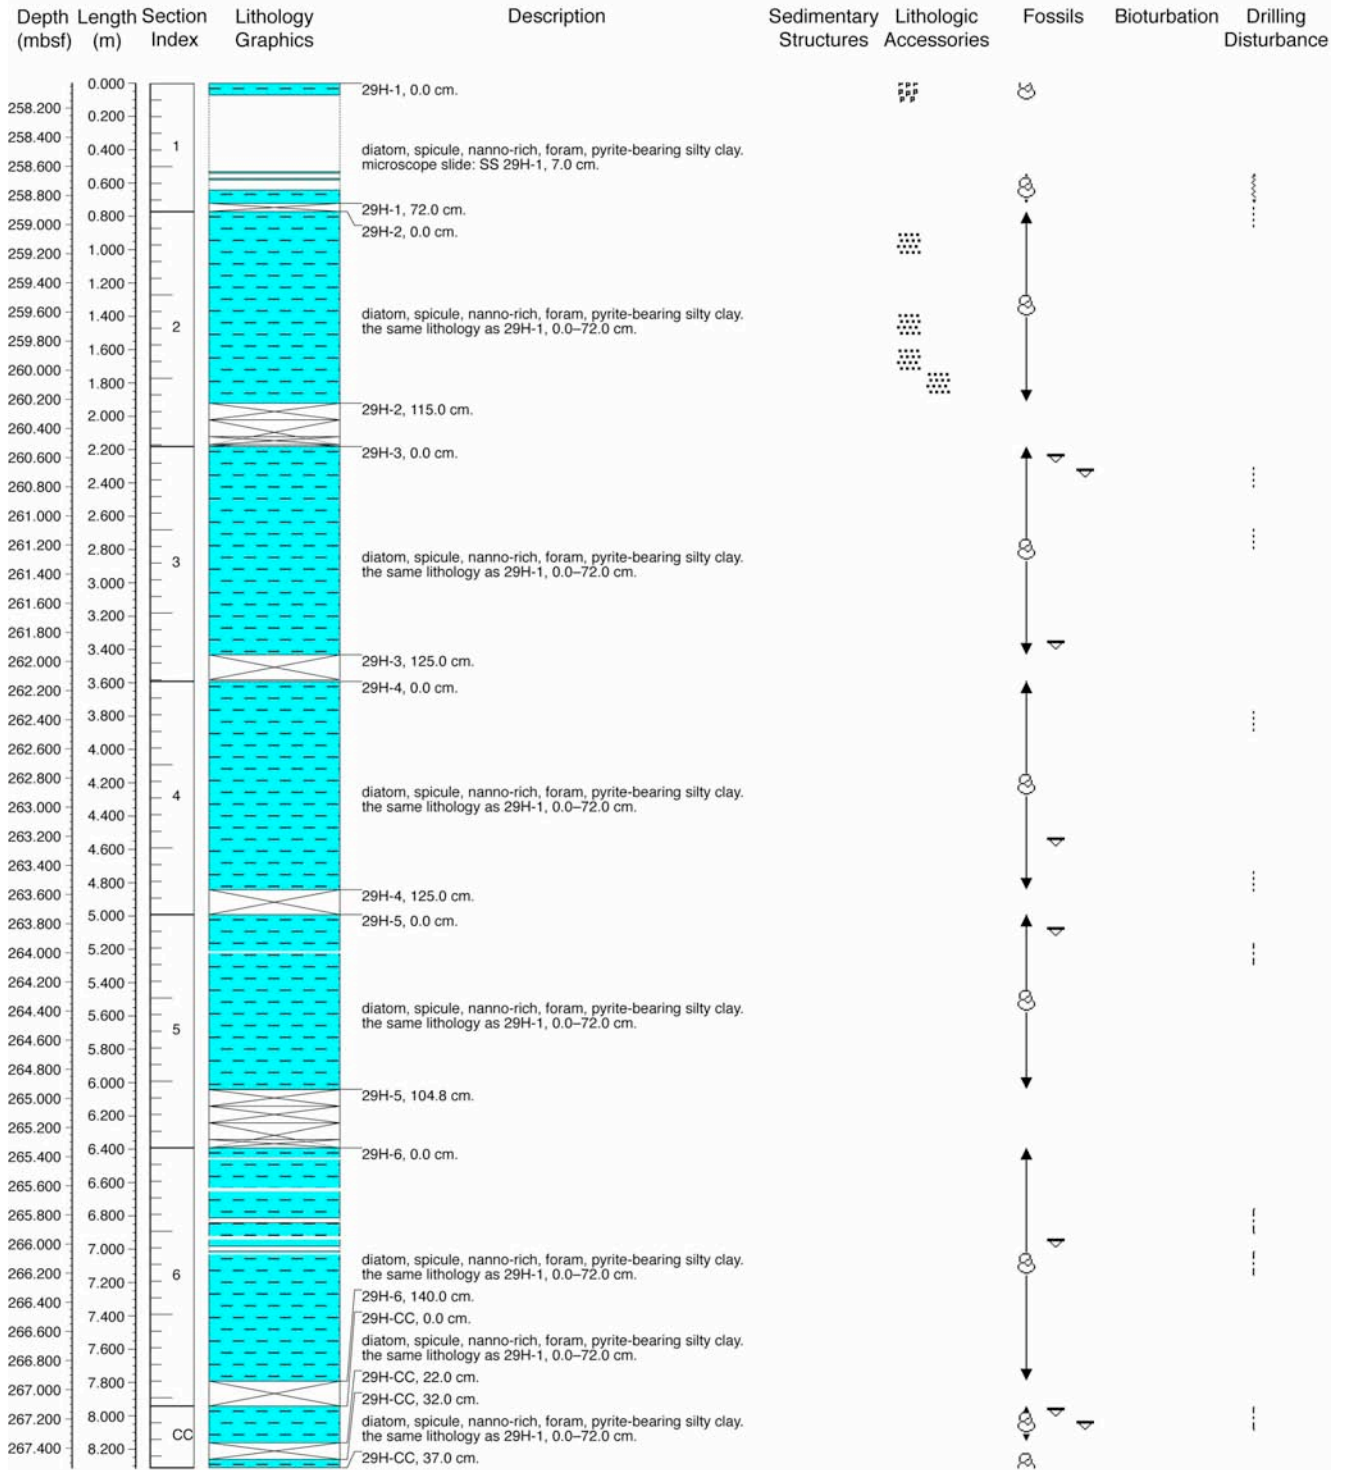 Depth Length Section Lithology Description Sedimentary Lithologic Fossils Bioturbation Drilling
(mbsf) (m) Index Graphics Structures Accessories Disturbance
0.000 29H-1, 0.0 cm.
258.200
0.200
258.400
0.400 1 diatom, spicule, nanno-rich, foram, pyrite-bearing silty clay.
258.600 microscope slide: SS 29H-1, 7.0 cm.
0.600
258.800
29H-1, 72.0 cm.
0.800
259.000
29H-2, 0.0 cm.
1.000
259.200
1.200
259.400
259.600 diatom, spicule, nanno-rich, foram, pyrite-bearing silty clay.
1.400 2 the same lithology as 29H-1, 0.0–72.0 cm.
259.800
1.600
260.000
1.800
260.200
29H-2, 115.0 cm.
2.000
260.400
2.200 29H-3, 0.0 cm.
260.600
2.400
260.800
2.600
261.000
261.200
2.800 3 diatom, spicule, nanno-rich, foram, pyrite-bearing silty clay.
261.400 the same lithology as 29H-1, 0.0–72.0 cm.
3.000
261.600
3.200
261.800
3.400
262.000 29H-3, 125.0 cm.
3.600 29H-4, 0.0 cm.
262.200
3.800
262.400
4.000
262.600
262.800
4.200 4 diatom, spicule, nanno-rich, foram, pyrite-bearing silty clay.
263.000 the same lithology as 29H-1, 0.0–72.0 cm.
4.400
263.200
4.600
263.400
4.800
263.600 29H-4, 125.0 cm.
5.000 29H-5, 0.0 cm.
263.800
5.200
264.000
264.200
5.400
264.400 diatom, spicule, nanno-rich, foram, pyrite-bearing silty clay.
5.600 5 the same lithology as 29H-1, 0.0–72.0 cm.
264.600
5.800
264.800
6.000
265.000 29H-5, 104.8 cm.
6.200
265.200
6.400 29H-6, 0.0 cm.
265.400
6.600
265.600
6.800
265.800
7.000
266.000
diatom, spicule, nanno-rich, foram, pyrite-bearing silty clay.
266.200 6 the same lithology as 29H-1, 0.0–72.0 cm.
7.200
29H-6, 140.0 cm.
266.400
7.400 29H-CC, 0.0 cm.
266.600
7.600 diatom, spicule, nanno-rich, foram, pyrite-bearing silty clay.
266.800 the same lithology as 29H-1, 0.0–72.0 cm.
7.800 29H-CC, 22.0 cm.
267.000
29H-CC, 32.0 cm.
8.000
267.200 diatom, spicule, nanno-rich, foram, pyrite-bearing silty clay.
CC the same lithology as 29H-1, 0.0–72.0 cm.
267.400 8.200
29H-CC, 37.0 cm.